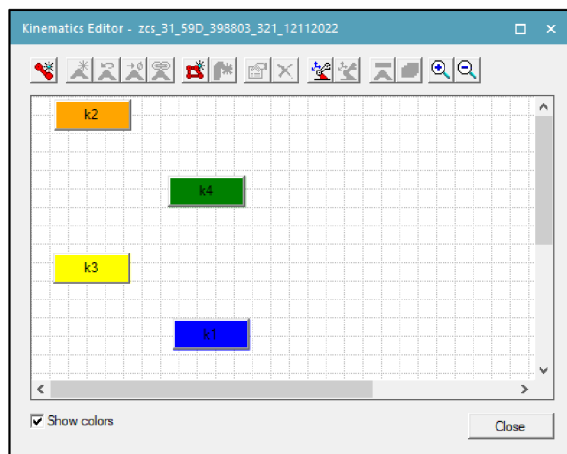 Kinematics Editor - zcs_31_59D_398803_321_12112022
k2
k4
k3
k1
Show colors
Close